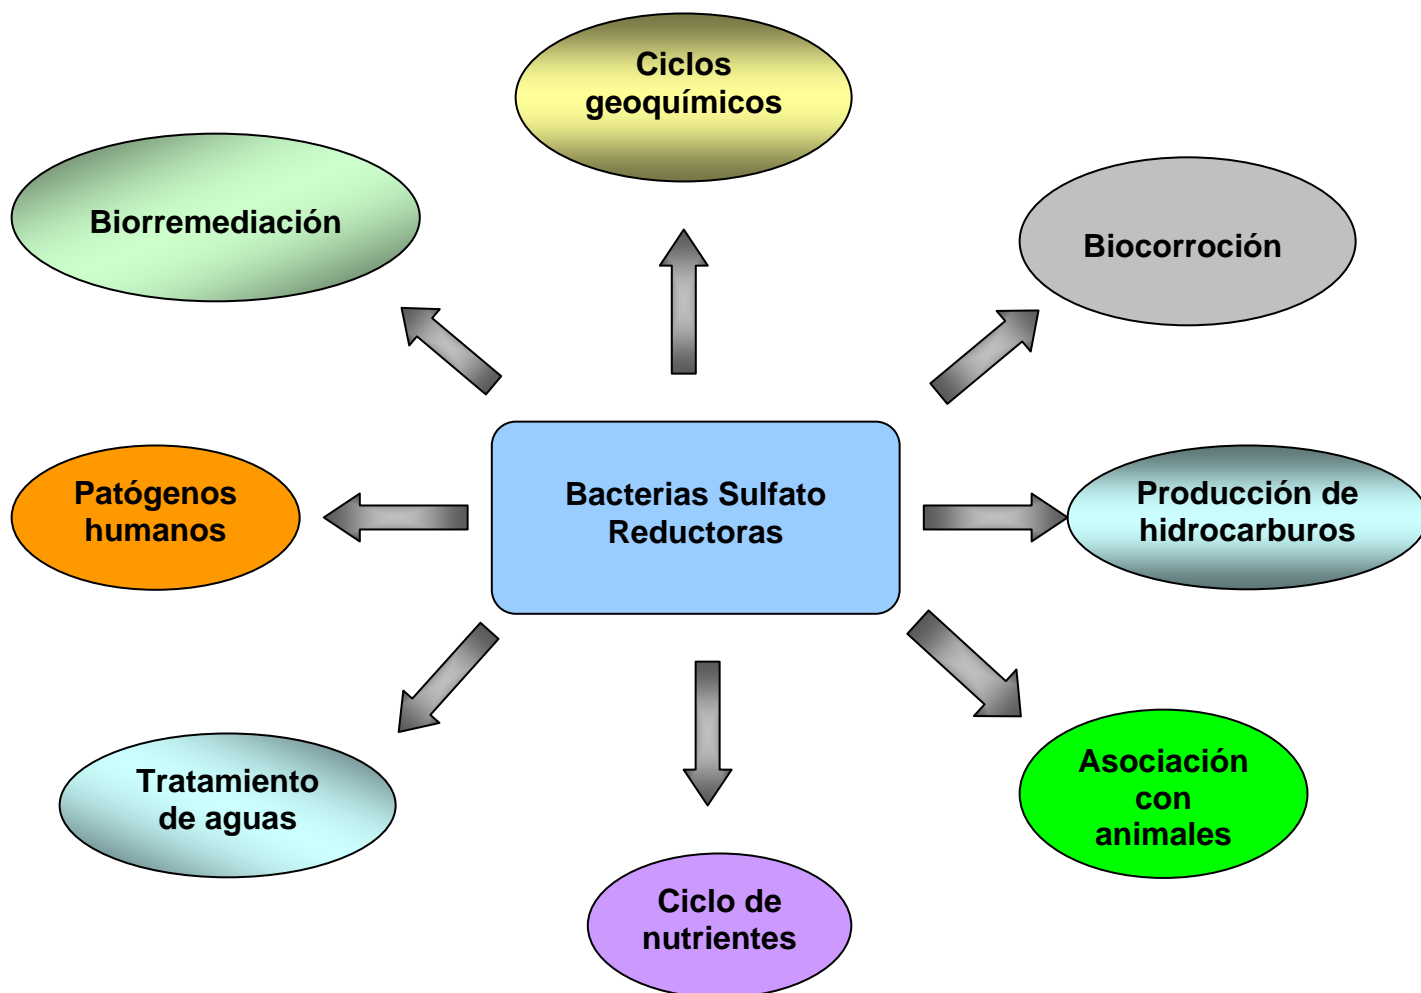 Ciclos
geoquímicos
Biorremediación
Biocorroción
Patógenos
humanos
Bacterias Sulfato
Reductoras
Producción de
hidrocarburos
Tratamiento
de aguas
Asociación
con
animales
Ciclo de
nutrientes